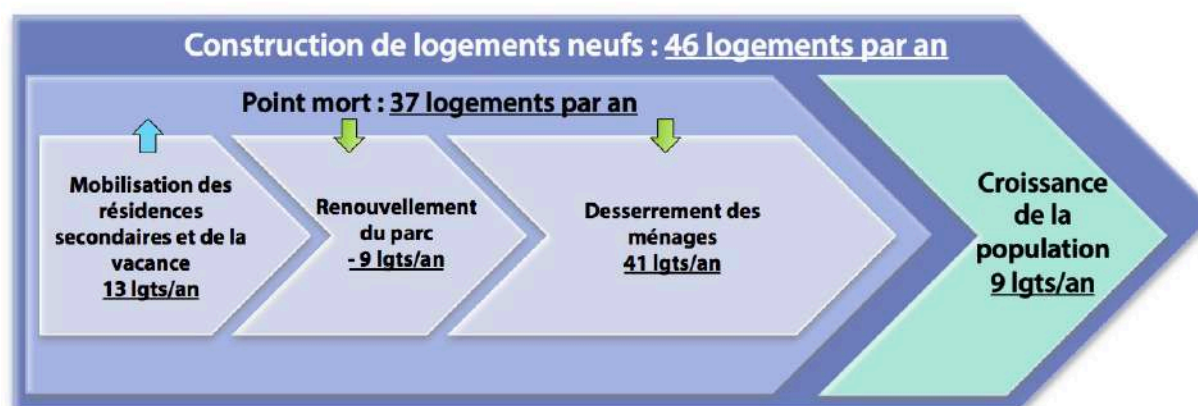 Construction de logements neufs : 46 logements par an
Point mort : 37 logements par an
Mobilisation des
résidences
secondaires et de la
vacance
13 lgts/an
Renouvellement
du parc
- 9 lgts/an
Desserrement des
ménages
41 lgts/an
Croissance
de la
population
9 lgts/an